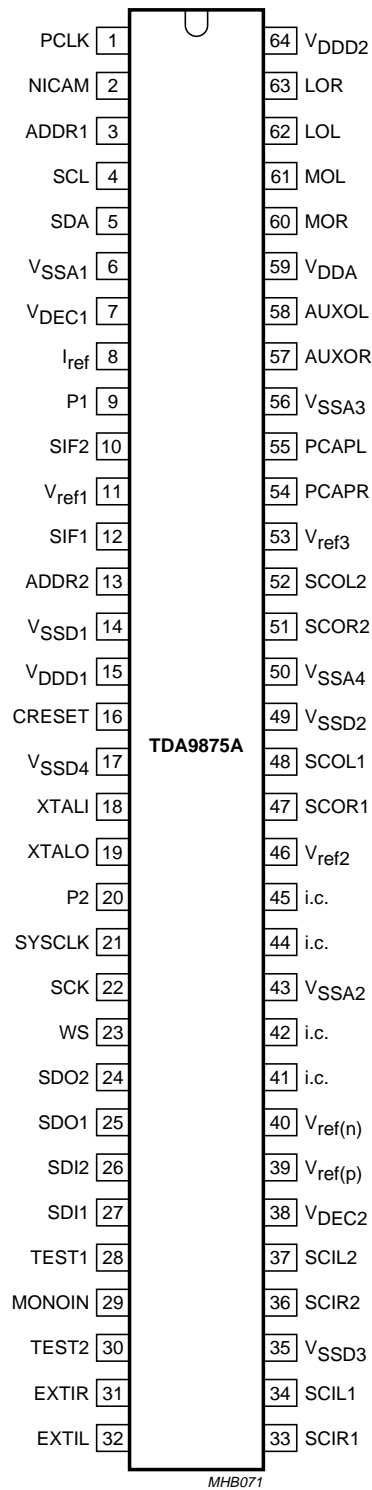 PCLK 1 64 VDDD2
NICAM 2 63 LOR
ADDR1 3 62 LOL
SCL 4 61 MOL
SDA 5 60 MOR
VSSA1 6 59 VDDA
VDEC1 7 58 AUXOL
Iref 8 57 AUXOR
P1 9 56 VSSA3
SIF2 10 55 PCAPL
Vref1 11 54 PCAPR
SIF1 12 53 Vref3
ADDR2 13 52 SCOL2
VSSD1 14 51 SCOR2
VDDD1 15 50 VSSA4
CRESET 16 49 VSSD2
TDA9875A
VSSD4 17 48 SCOL1
XTALI 18 47 SCOR1
XTALO 19 46 Vref2
P2 20 45 i.c.
SYSCLK 21 44 i.c.
SCK 22 43 VSSA2
WS 23 42 i.c.
SDO2 24 41 i.c.
SDO1 25 40 Vref(n)
SDI2 26 39 Vref(p)
SDI1 27 38 VDEC2
TEST1 28 37 SCIL2
MONOIN 29 36 SCIR2
TEST2 30 35 VSSD3
EXTIR 31 34 SCIL1
EXTIL 32 33 SCIR1
MHB071